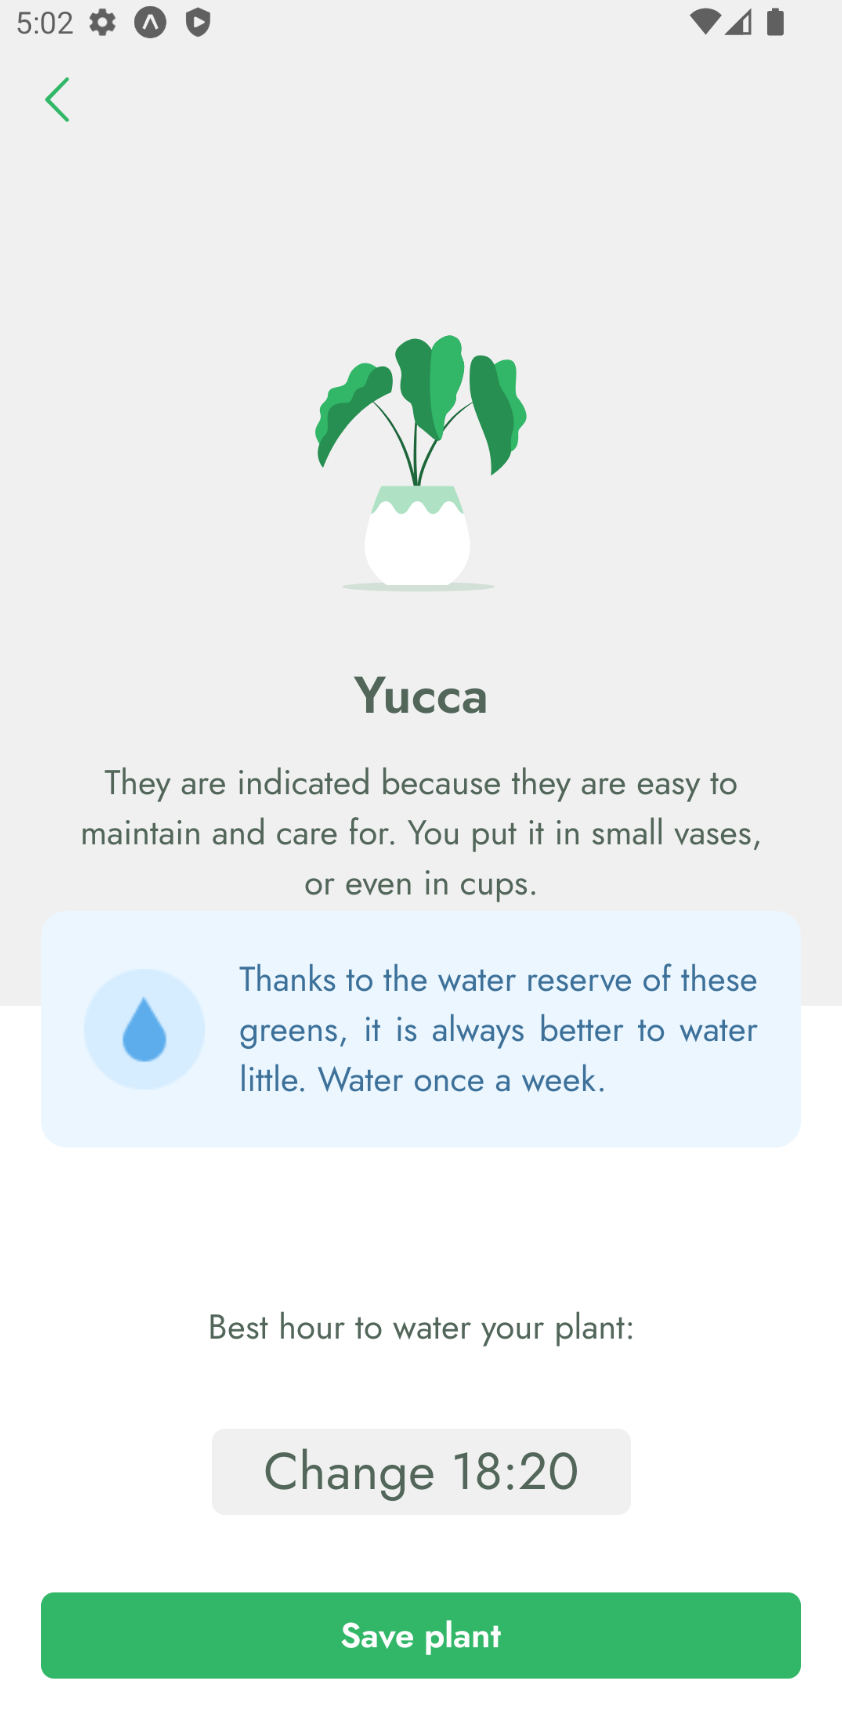 5:02
Yucca
They are indicated because they are easy to
maintain and care for. You put it in small vases,
or even in cups.
Thanks to the water reserve of these
greens, it is always better to water
little. Water once a week.
Best hour to water your plant:
Change 18:20
Save plant